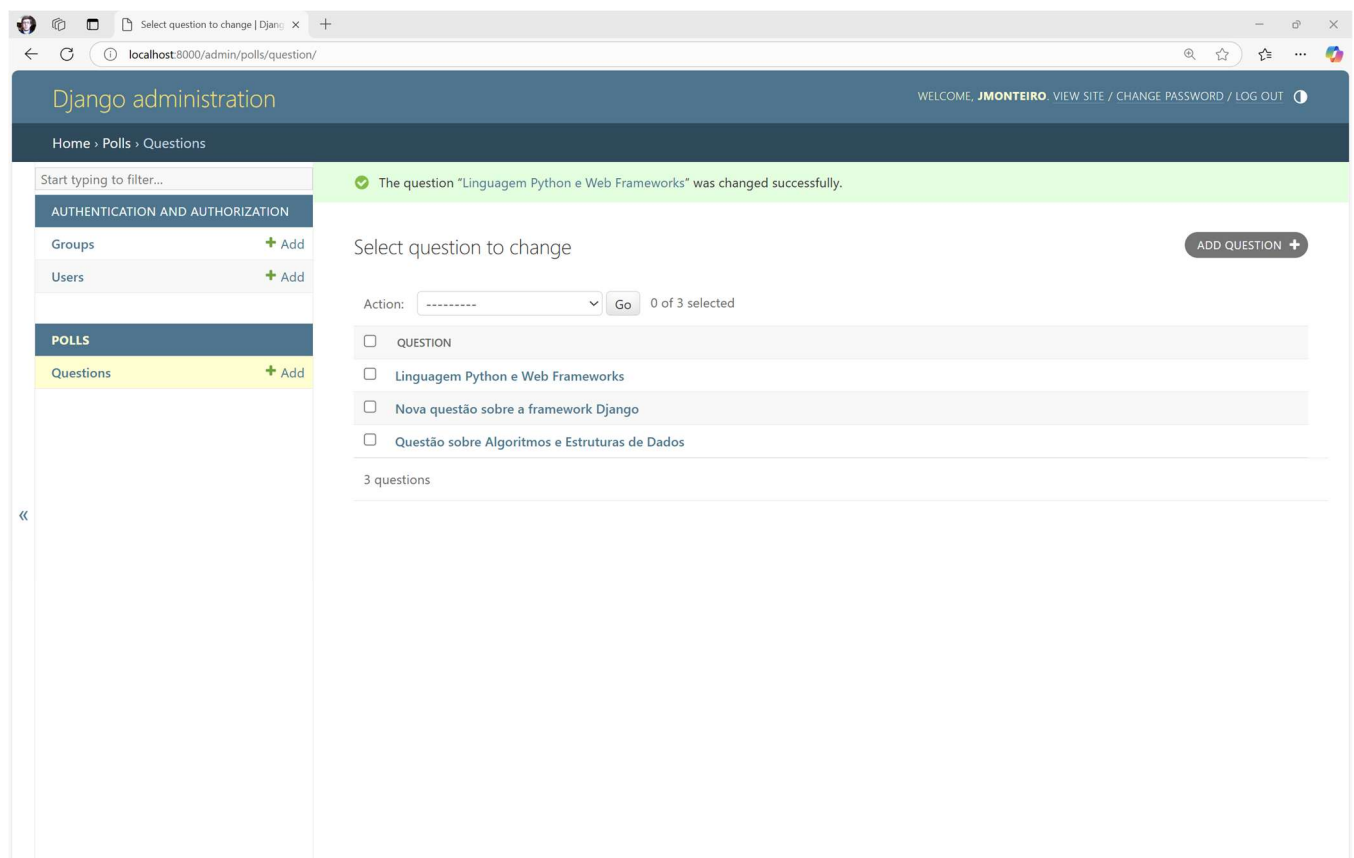 Select question to change | Djang
localhost:8000/admin/polls/question/
Django administration
WELCOME, JMONTEIRO. VIEW SITE / CHANGE PASSWORD / LOG OUT
Home › Polls › Questions
Start typing to filter...
The question “Linguagem Python e Web Frameworks” was changed successfully.
AUTHENTICATION AND AUTHORIZATION
Groups + Add
Users + Add
POLLS
Questions + Add
«
Select question to change
ADD QUESTION +
Action: --------- Go 0 of 3 selected
QUESTION
Linguagem Python e Web Frameworks
Nova questão sobre a framework Django
Questão sobre Algoritmos e Estruturas de Dados
3 questions